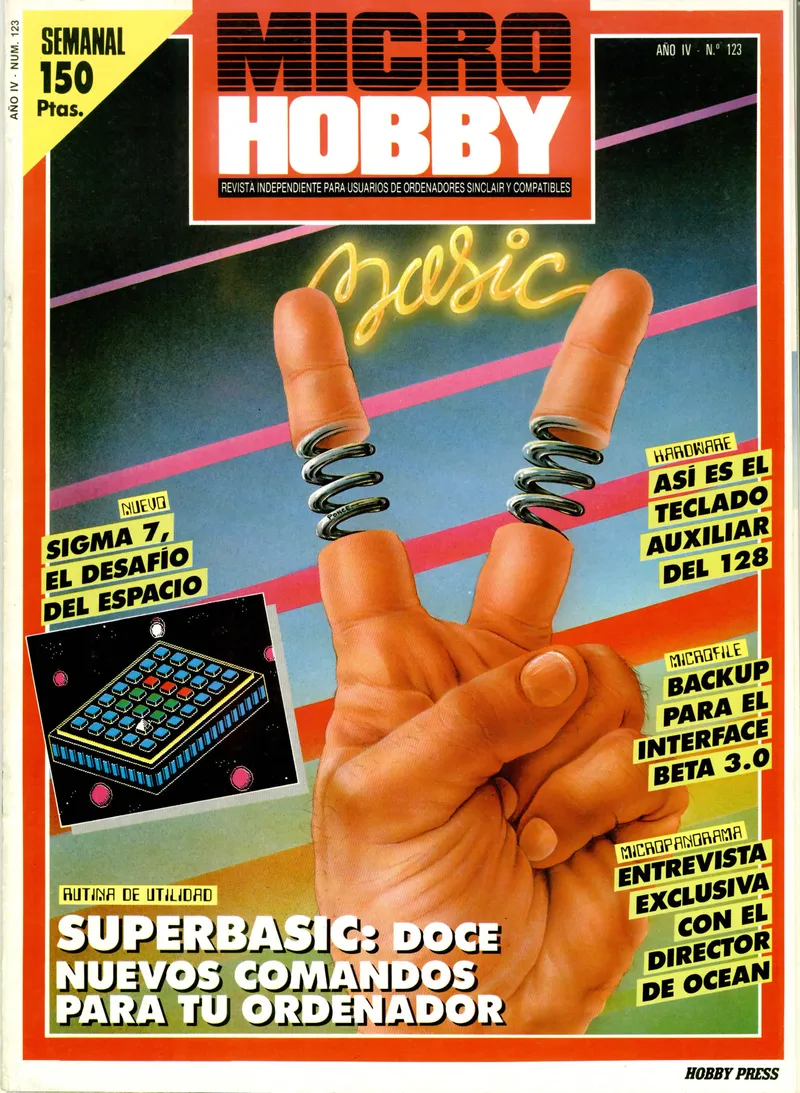 AÑO IV - NUM. 123
SEMANAL
150
Ptas.
MICRO
HOBBY
AÑO IV - N.º 123
REVISTA INDEPENDIENTE PARA USUARIOS DE ORDENADORES SINCLAIR Y COMPATIBLES
Basic
PONCE
HARDWARE
ASÍ ES EL
TECLADO
AUXILIAR
DEL 128
NUEVO
SIGMA 7,
EL DESAFÍO
DEL ESPACIO
MICROFILE
BACKUP
PARA EL
INTERFACE
BETA 3.0
MICROPANORAMA
ENTREVISTA
EXCLUSIVA
CON EL
DIRECTOR
DE OCEAN
RUTINA DE UTILIDAD
SUPERBASIC: DOCE
NUEVOS COMANDOS
PARA TU ORDENADOR
HOBBY PRESS